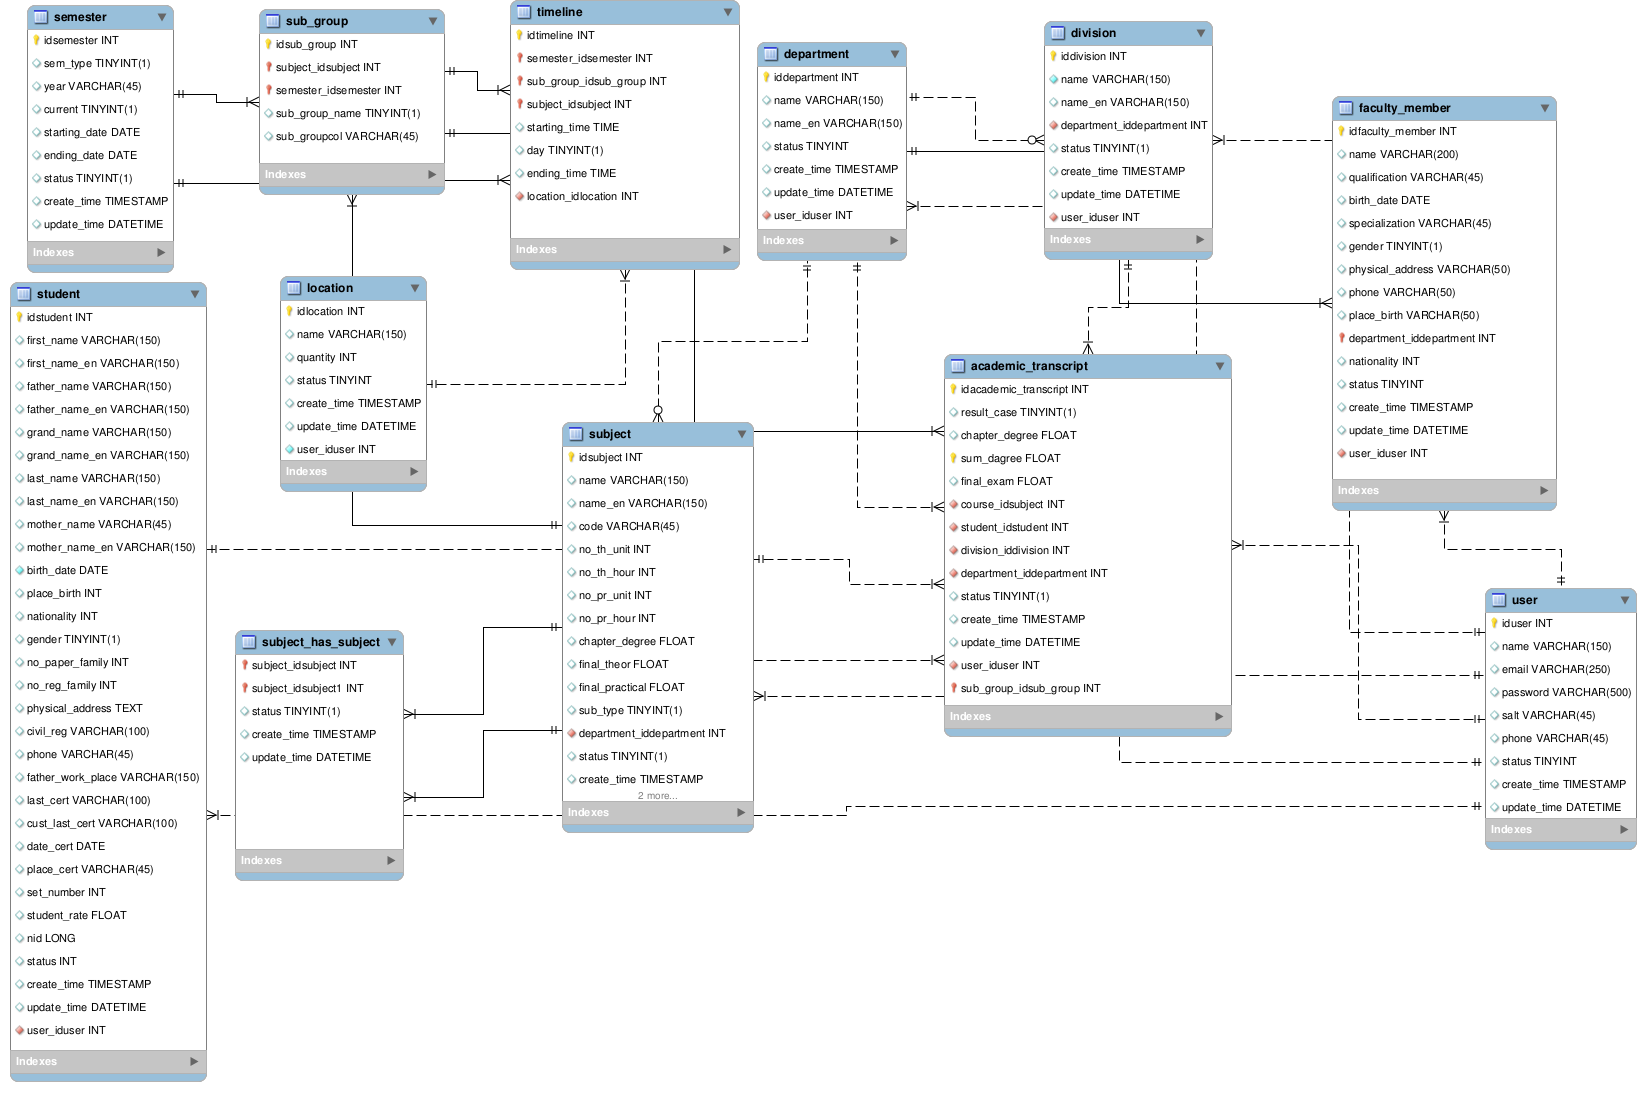 semester
idsemester INT
sem_type TINYINT(1)
year VARCHAR(45)
current TINYINT(1)
starting_date DATE
ending_date DATE
status TINYINT(1)
create_time TIMESTAMP
update_time DATETIME
Indexes
sub_group
idsub_group INT
subject_idsubject INT
semester_idsemester INT
sub_group_name TINYINT(1)
sub_groupcol VARCHAR(45)
Indexes
timeline
idtimeline INT
semester_idsemester INT
sub_group_idsub_group INT
subject_idsubject INT
starting_time TIME
day TINYINT(1)
ending_time TIME
location_idlocation INT
Indexes
department
iddepartment INT
name VARCHAR(150)
name_en VARCHAR(150)
status TINYINT
create_time TIMESTAMP
update_time DATETIME
user_iduser INT
Indexes
division
iddivision INT
name VARCHAR(150)
name_en VARCHAR(150)
department_iddepartment INT
status TINYINT(1)
create_time TIMESTAMP
update_time DATETIME
user_iduser INT
Indexes
faculty_member
idfaculty_member INT
name VARCHAR(200)
qualification VARCHAR(45)
birth_date DATE
specialization VARCHAR(45)
gender TINYINT(1)
physical_address VARCHAR(50)
phone VARCHAR(50)
place_birth VARCHAR(50)
department_iddepartment INT
nationality INT
status TINYINT
create_time TIMESTAMP
update_time DATETIME
user_iduser INT
Indexes
student
idstudent INT
first_name VARCHAR(150)
first_name_en VARCHAR(150)
father_name VARCHAR(150)
father_name_en VARCHAR(150)
grand_name VARCHAR(150)
grand_name_en VARCHAR(150)
last_name VARCHAR(150)
last_name_en VARCHAR(150)
mother_name VARCHAR(45)
mother_name_en VARCHAR(150)
birth_date DATE
place_birth INT
nationality INT
gender TINYINT(1)
no_paper_family INT
no_reg_family INT
physical_address TEXT
civil_reg VARCHAR(100)
phone VARCHAR(45)
father_work_place VARCHAR(150)
last_cert VARCHAR(100)
cust_last_cert VARCHAR(100)
date_cert DATE
place_cert VARCHAR(45)
set_number INT
student_rate FLOAT
nid LONG
status INT
create_time TIMESTAMP
update_time DATETIME
user_iduser INT
Indexes
location
idlocation INT
name VARCHAR(150)
quantity INT
status TINYINT
create_time TIMESTAMP
update_time DATETIME
user_iduser INT
Indexes
subject_has_subject
subject_idsubject INT
subject_idsubject1 INT
status TINYINT(1)
create_time TIMESTAMP
update_time DATETIME
Indexes
subject
idsubject INT
name VARCHAR(150)
name_en VARCHAR(150)
code VARCHAR(45)
no_th_unit INT
no_th_hour INT
no_pr_unit INT
no_pr_hour INT
chapter_degree FLOAT
final_theor FLOAT
final_practical FLOAT
sub_type TINYINT(1)
department_iddepartment INT
status TINYINT(1)
create_time TIMESTAMP
2 more...
Indexes
academic_transcript
idacademic_transcript INT
result_case TINYINT(1)
chapter_degree FLOAT
sum_dagree FLOAT
final_exam FLOAT
course_idsubject INT
student_idstudent INT
division_iddivision INT
department_iddepartment INT
status TINYINT(1)
create_time TIMESTAMP
update_time DATETIME
user_iduser INT
sub_group_idsub_group INT
Indexes
user
iduser INT
name VARCHAR(150)
email VARCHAR(250)
password VARCHAR(500)
salt VARCHAR(45)
phone VARCHAR(45)
status TINYINT
create_time TIMESTAMP
update_time DATETIME
Indexes